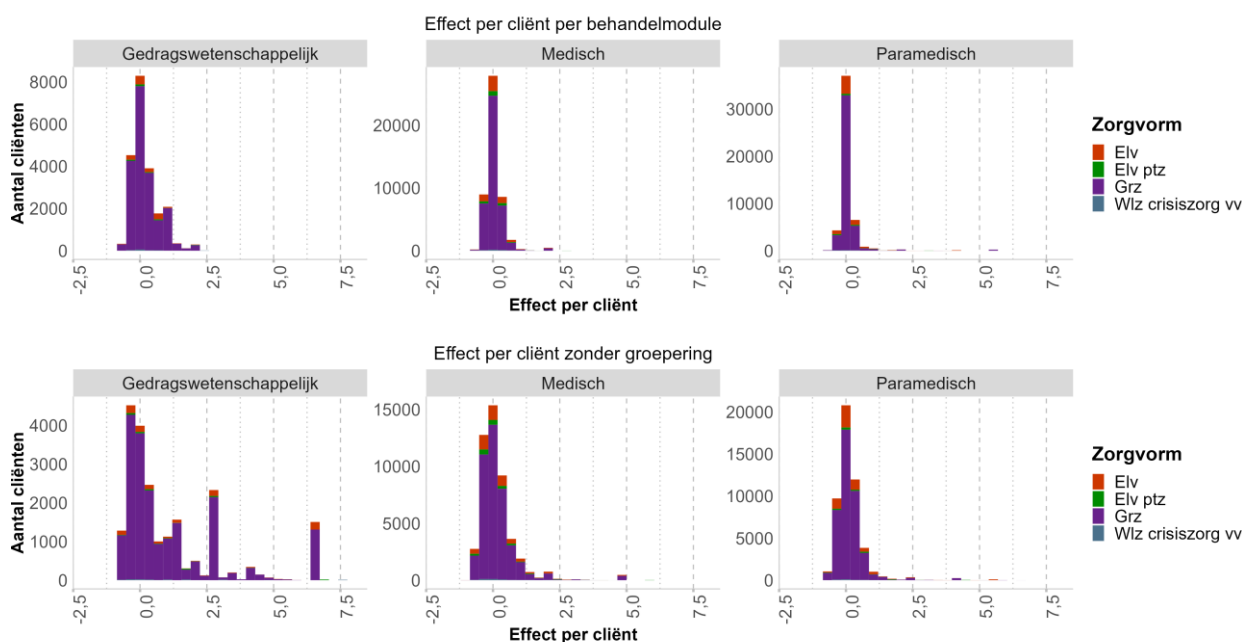 Effect per cliënt per behandelmodule
Gedragswetenschappelijk
Medisch
Paramedisch
Aantal cliënten
8000
6000
4000
2000
0
20000
10000
0
30000
20000
10000
0
-2,5
0,0
2,5
5,0
7,5
-2,5
0,0
2,5
5,0
7,5
-2,5
0,0
2,5
5,0
7,5
Effect per cliënt
Zorgvorm
Elv
Elv ptz
Grz
Wlz crisiszorg vv
Effect per cliënt zonder groepering
Gedragswetenschappelijk
Medisch
Paramedisch
Aantal cliënten
4000
3000
2000
1000
0
15000
10000
5000
0
20000
15000
10000
5000
0
-2,5
0,0
2,5
5,0
7,5
-2,5
0,0
2,5
5,0
7,5
-2,5
0,0
2,5
5,0
7,5
Effect per cliënt
Zorgvorm
Elv
Elv ptz
Grz
Wlz crisiszorg vv